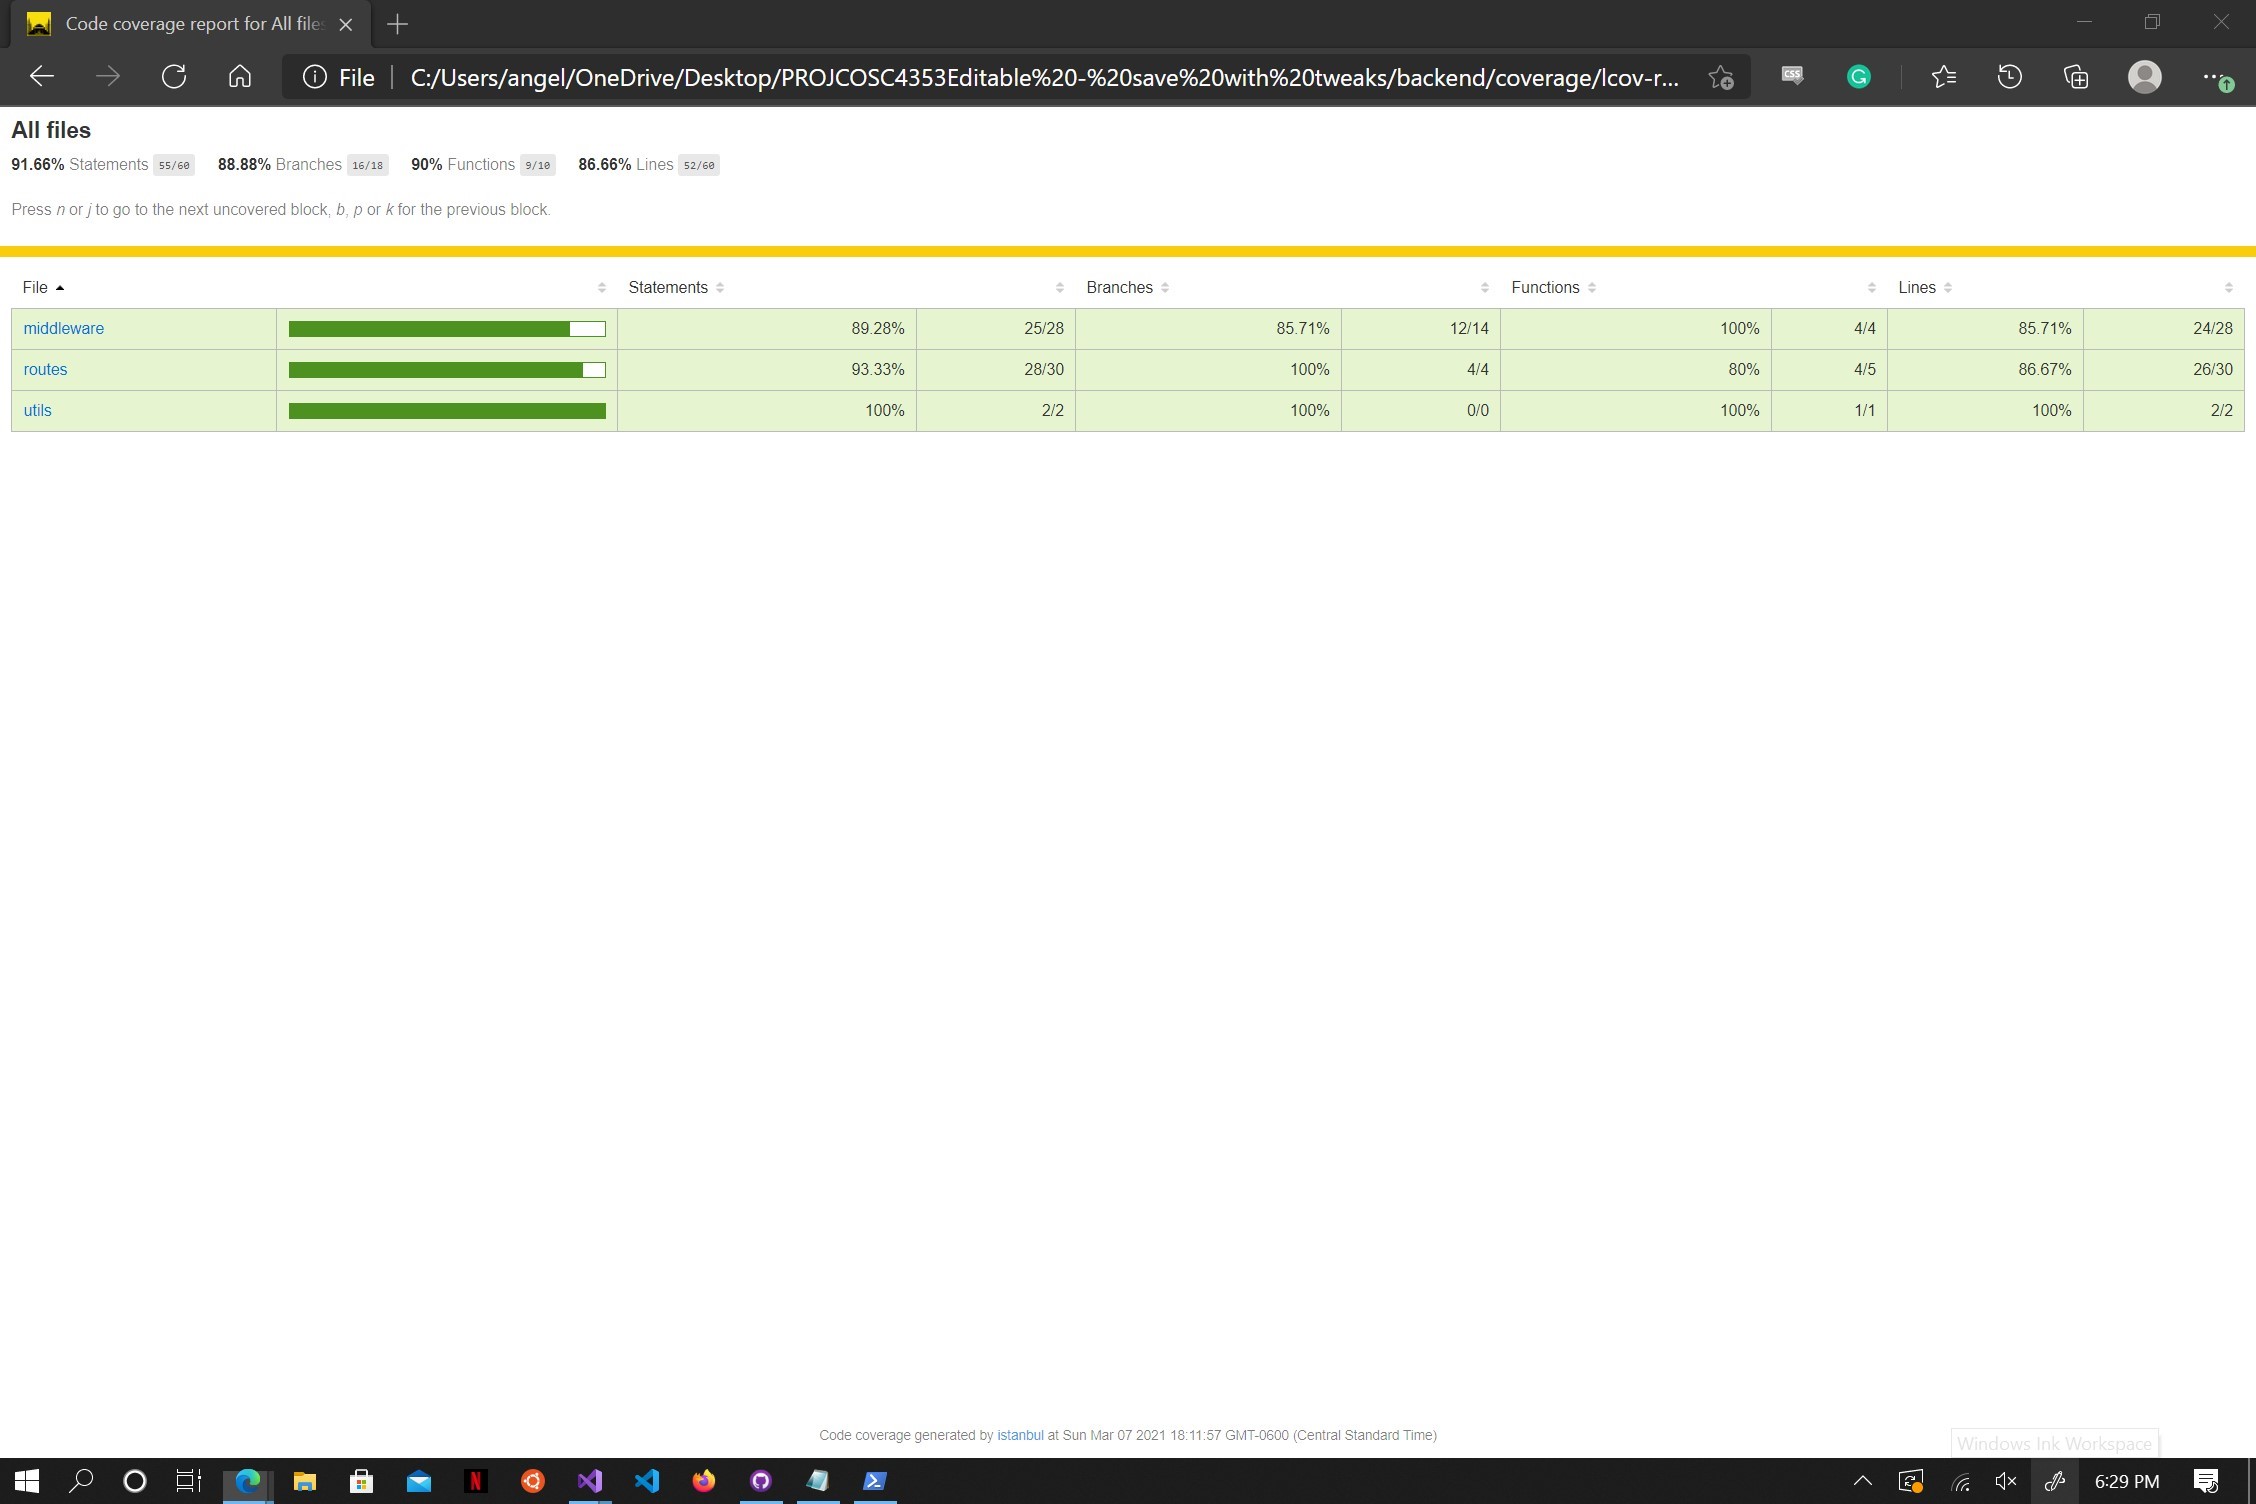 Code coverage report for All files
File C:/Users/angel/OneDrive/Desktop/PROJCOSC4353Editable%20-%20save%20with%20tweaks/backend/coverage/lcov-r...
CSS
G
All files
91.66% Statements 55/60 88.88% Branches 16/18 90% Functions 9/10 86.66% Lines 52/60
Press n or j to go to the next uncovered block, b, p or k for the previous block.
File Statements Branches Functions Lines
middleware 89.28% 25/28 85.71% 12/14 100% 4/4 85.71% 24/28
routes 93.33% 28/30 100% 4/4 80% 4/5 86.67% 26/30
utils 100% 2/2 100% 0/0 100% 1/1 100% 2/2
Code coverage generated by istanbul at Sun Mar 07 2021 18:11:57 GMT-0600 (Central Standard Time)
Windows Ink Workspace
N
6:29 PM